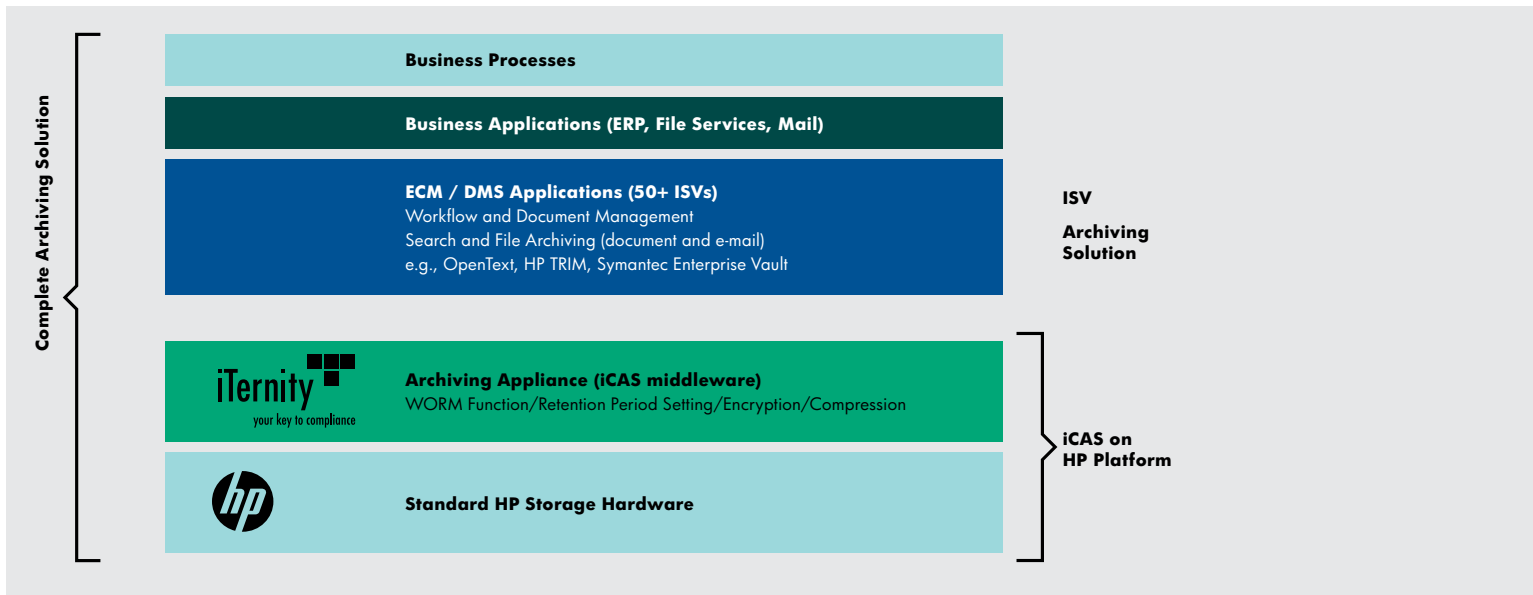 Complete Archiving Solution
Business Processes
Business Applications (ERP, File Services, Mail)
ECM / DMS Applications (50+ ISVs)
Workflow and Document Management
Search and File Archiving (document and e-mail)
e.g., OpenText, HP TRIM, Symantec Enterprise Vault
ISV
Archiving
Solution
iTernity
your key to compliance
Archiving Appliance (iCAS middleware)
WORM Function/Retention Period Setting/Encryption/Compression
hp
Standard HP Storage Hardware
iCAS on
HP Platform